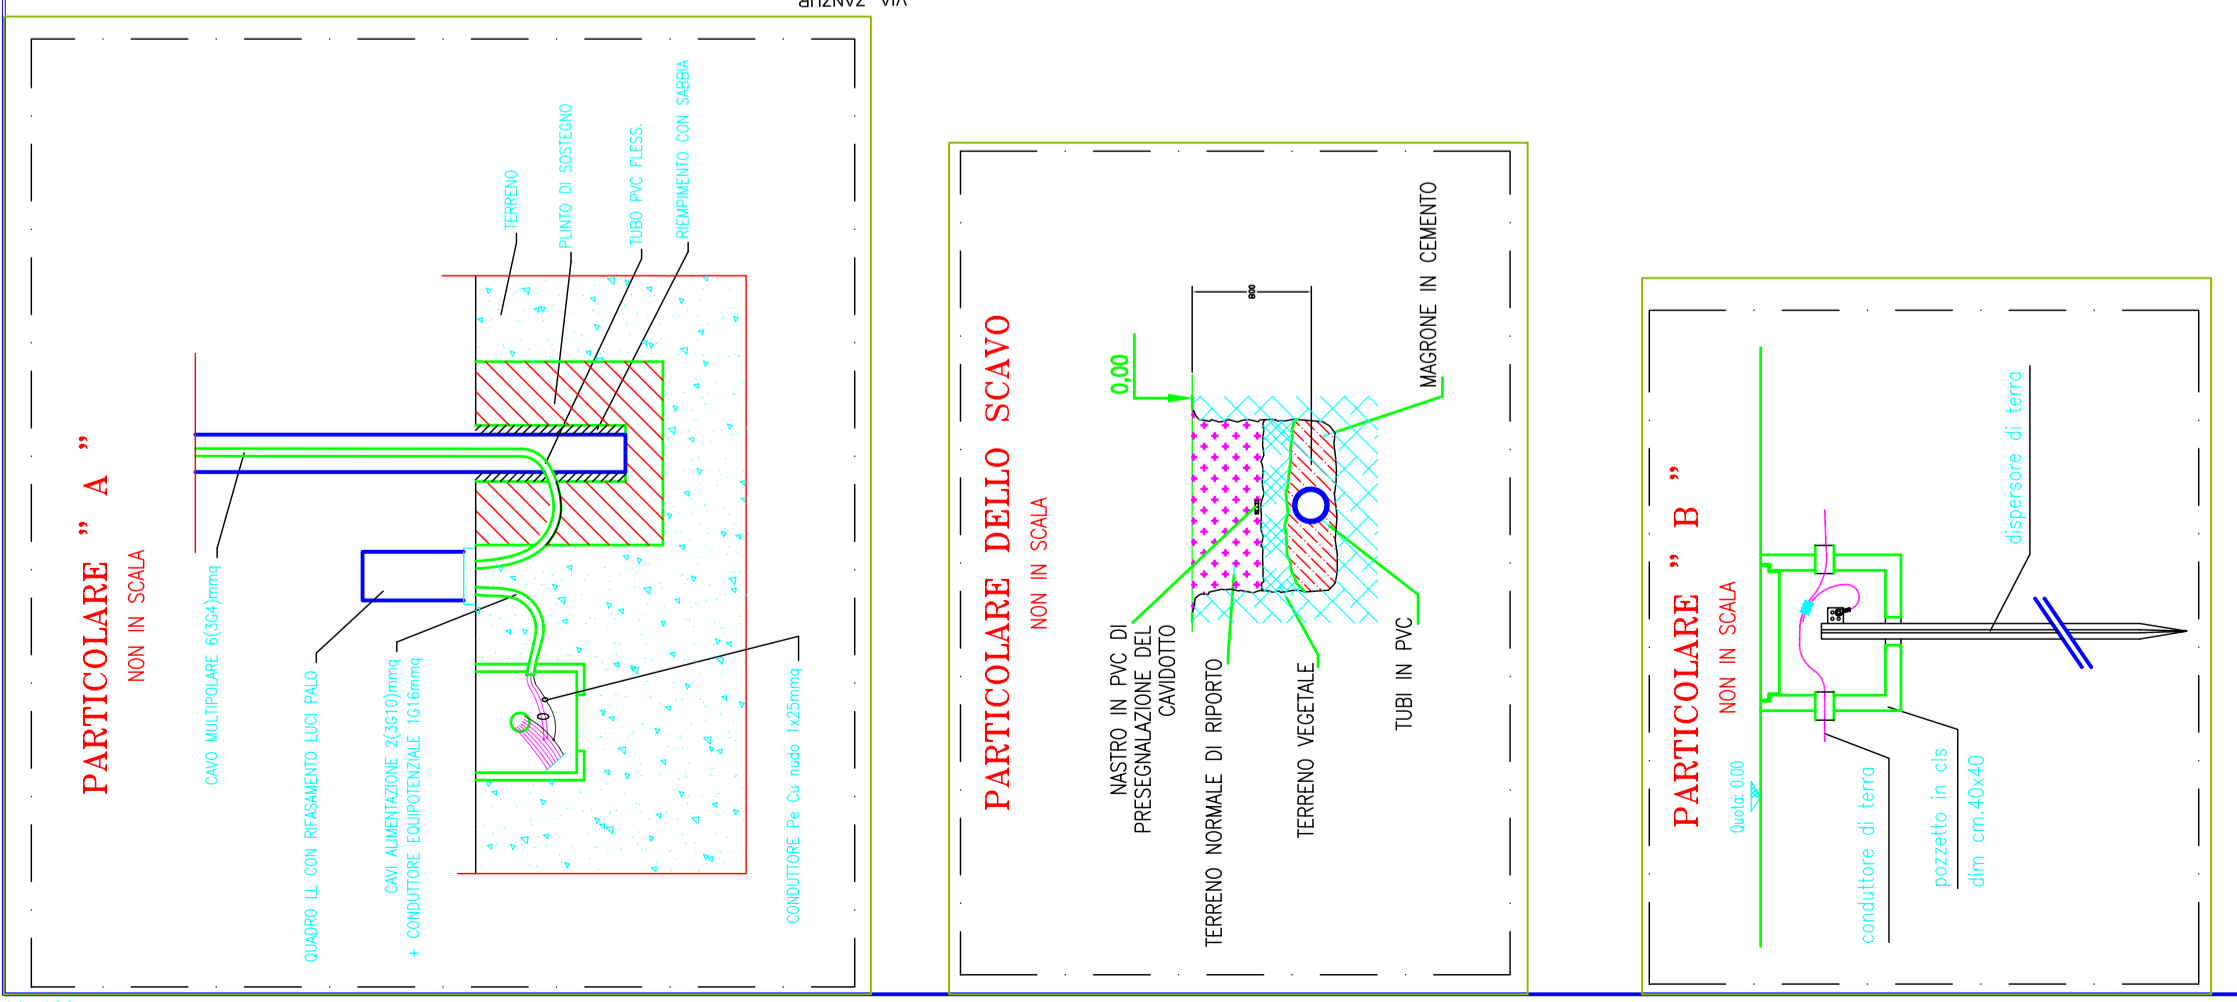 PARTICOLARE " A "
NON IN SCALA
CAVO MULTIPOLARE 6(3G4)mmq
QUADRO LL CON RIFASAMENTO LUCI PALO
CAVI ALIMENTAZIONE 2(3G10)mmq
+ CONDUTTORE EQUIPOTENZIALE 1G16mmq
TERRENO
PLINTO DI SOSTEGNO
TUBO PVC FLESS.
RIEMPIMENTO CON SABBIA
CONDUTTORE Pe Cu nudo 1x25mmq
PARTICOLARE DELLO SCAVO
NON IN SCALA
0,00
800
MAGRONE IN CEMENTO
NASTRO IN PVC DI
PRESEGNALAZIONE DEL
CAVIDOTTO
TERRENO NORMALE DI RIPORTO
TERRENO VEGETALE
TUBI IN PVC
PARTICOLARE " B "
NON IN SCALA
Quota: 0.00
dispersore di terra
conduttore di terra
pozzetto in cls
dim cm.40x40